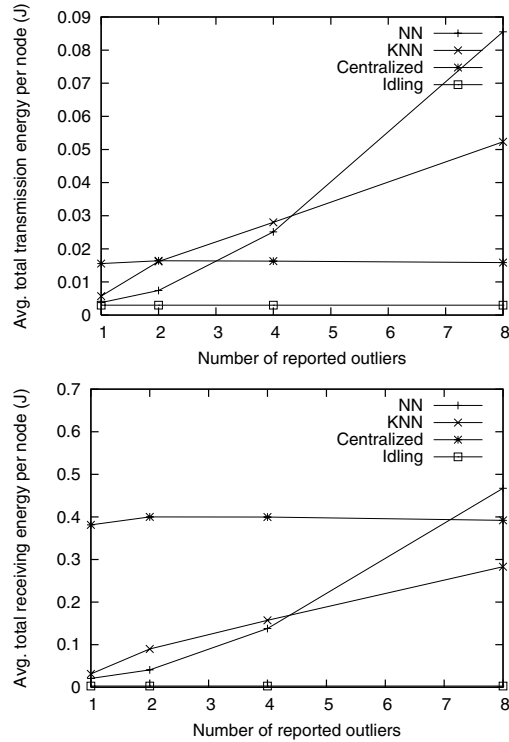 Avg. total transmission energy per node (J)
0.09
0.08
0.07
0.06
0.05
0.04
0.03
0.02
0.01
0
NN
KNN
Centralized
Idling
1 2 3 4 5 6 7 8
Number of reported outliers
Avg. total receiving energy per node (J)
0.7
0.6
0.5
0.4
0.3
0.2
0.1
0
NN
KNN
Centralized
Idling
1 2 3 4 5 6 7 8
Number of reported outliers